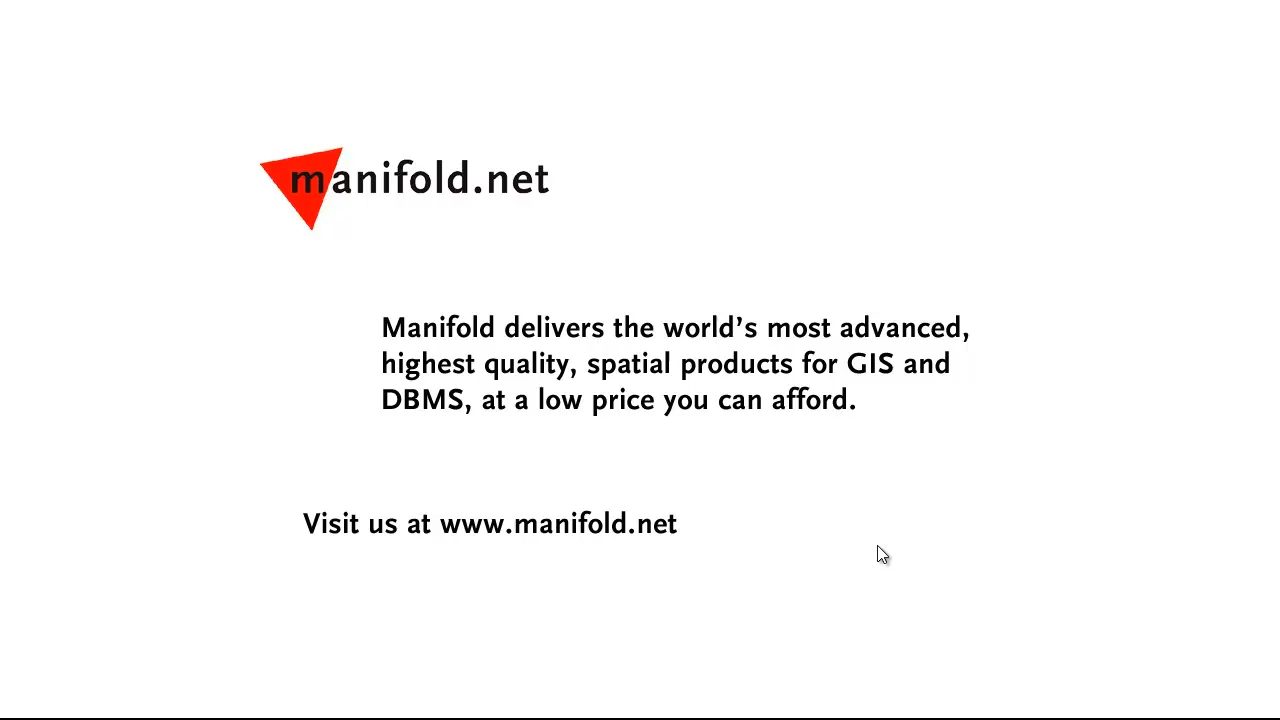 manifold.net
Manifold delivers the world’s most advanced,
highest quality, spatial products for GIS and
DBMS, at a low price you can afford.
Visit us at www.manifold.net